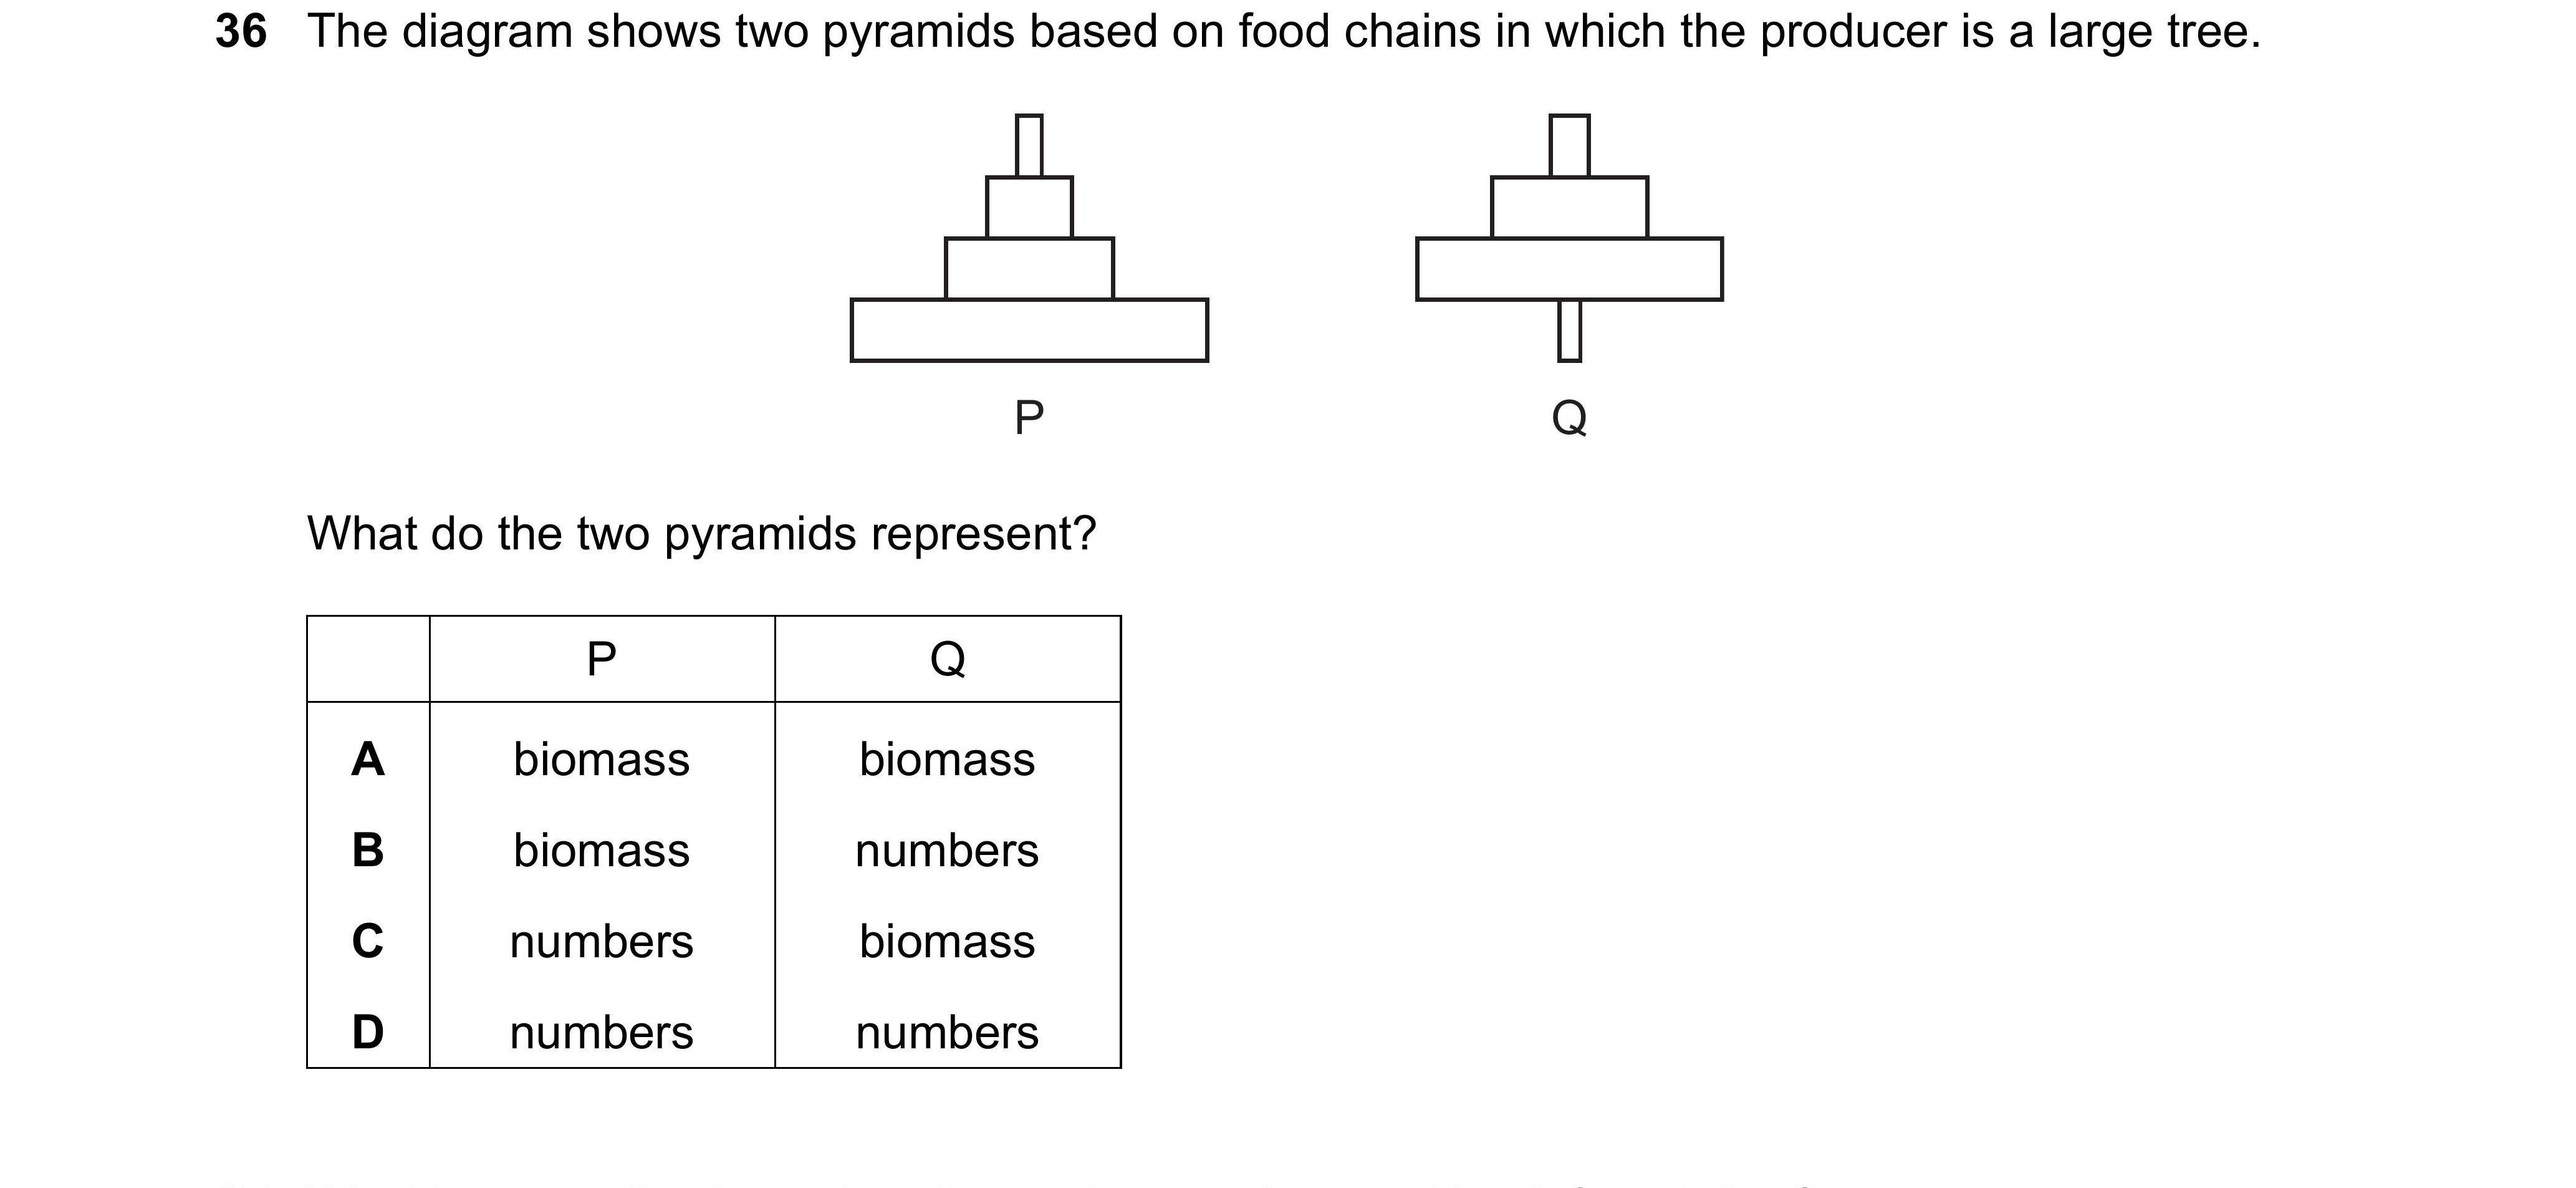 36 The diagram shows two pyramids based on food chains in which the producer is a large tree.
P Q
What do the two pyramids represent?
P Q
A biomass biomass
B biomass numbers
C numbers biomass
D numbers numbers